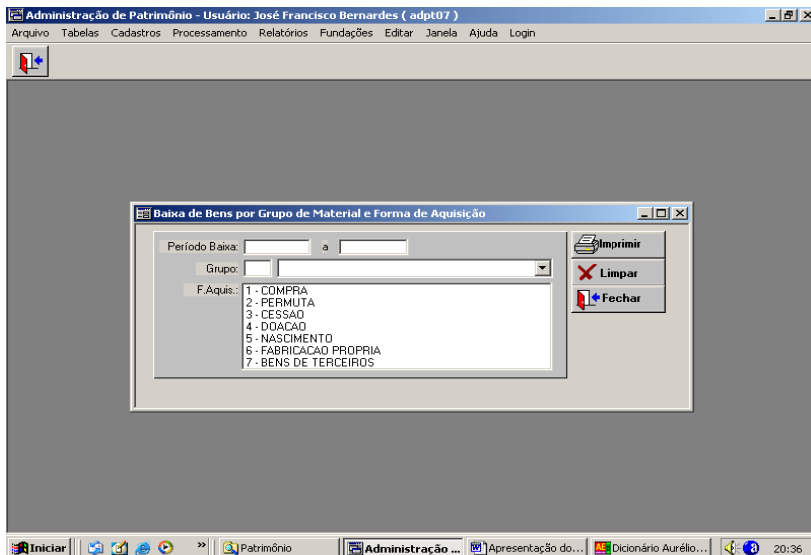 Administração de Patrimônio - Usuário: José Francisco Bernardes ( adpt07 )
Arquivo Tabelas Cadastros Processamento Relatórios Fundações Editar Janela Ajuda Login
Baixa de Bens por Grupo de Material e Forma de Aquisição
Período Baixa: a
Imprimir
Grupo:
Limpar
F.Aquis.: 1 - COMPRA
2 - PERMUTA
Fechar
3 - CESSAO
4 - DOACAO
5 - NASCIMENTO
6 - FABRICACAO PROPRIA
7 - BENS DE TERCEIROS
Iniciar » Patrimônio Administração ... Apresentação do... Dicionário Aurélio... 20:36